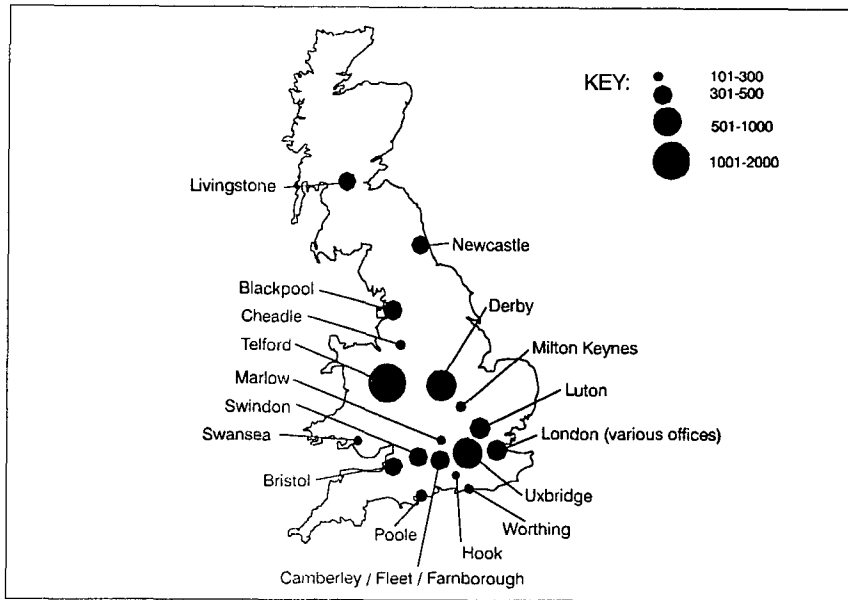 KEY:
101-300
301-500
501-1000
1001-2000
Livingstone
Newcastle
Blackpool
Derby
Cheadle
Telford
Milton Keynes
Marlow
Luton
Swindon
Swansea
London (various offices)
Bristol
Uxbridge
Worthing
Poole
Hook
Camberley / Fleet / Farnborough